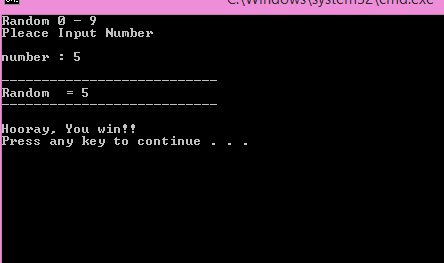 C:\Windows\system32\cmd.exe
Random 0 - 9
Pleace Input Number
number : 5
---------------------------
Random  = 5
---------------------------
Hooray, You win!!
Press any key to continue . . .